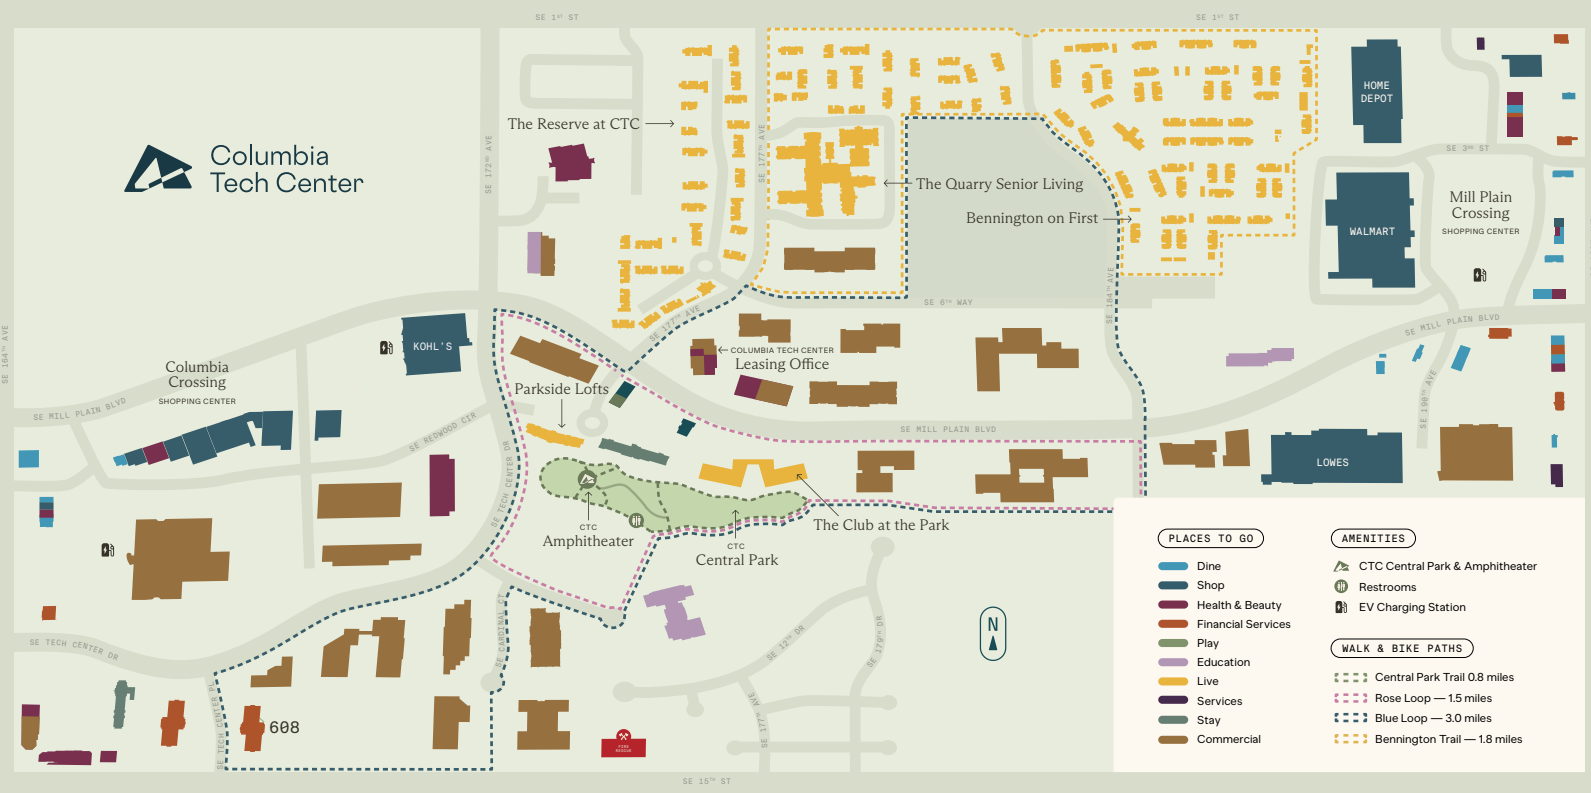 SE 1ST ST
SE 1ST ST
SE 172ND AVE
SE 177TH AVE
The Reserve at CTC
HOME
DEPOT
SE 3RD ST
Columbia
Tech Center
The Quarry Senior Living
Bennington on First
Mill Plain
Crossing
SHOPPING CENTER
WALMART
SE 184TH AVE
SE 6TH WAY
SE 177TH AVE
SE MILL PLAIN BLVD
SE 164TH AVE
KOHL'S
COLUMBIA TECH CENTER
Leasing Office
Columbia
Crossing
SHOPPING CENTER
Parkside Lofts
SE 190TH AVE
SE MILL PLAIN BLVD
SE REDWOOD CIR
SE MILL PLAIN BLVD
SE TECH CENTER DR
LOWES
CTC
Amphitheater
The Club at the Park
CTC
Central Park
SE CARDINAL CT
SE 12TH DR
SE 179TH DR
N
SE TECH CENTER DR
SE TECH CENTER PL
608
SE 177TH AVE
FIRE
RESCUE
SE 15TH ST
PLACES TO GO
Dine
Shop
Health & Beauty
Financial Services
Play
Education
Live
Services
Stay
Commercial
AMENITIES
CTC Central Park & Amphitheater
Restrooms
EV Charging Station
WALK & BIKE PATHS
Central Park Trail 0.8 miles
Rose Loop — 1.5 miles
Blue Loop — 3.0 miles
Bennington Trail — 1.8 miles